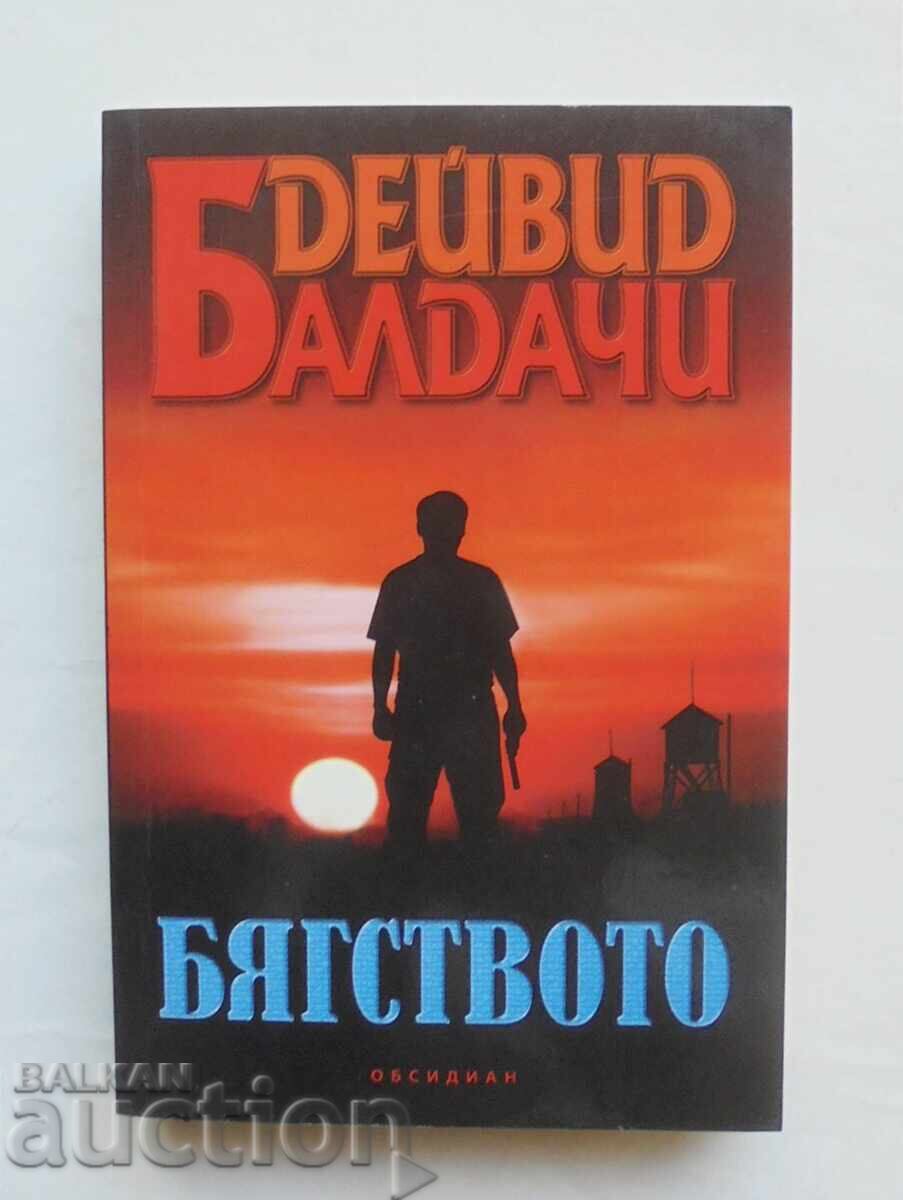 ДЕЙВИД
БАЛДАЧИ
БЯГСТВОТО
ОБСИДИАН
BALKAN
auction